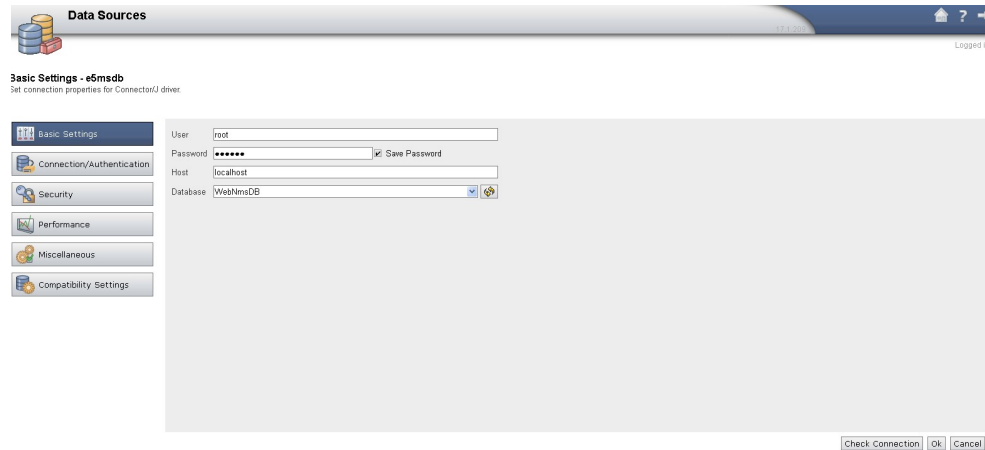 Data Sources
Logged
Basic Settings - e5msdb
Set connection properties for Connector/J driver.
Basic Settings
Connection/Authentication
Security
Performance
Miscellaneous
Compatibility Settings
User root
Password ●●●●●● Save Password
Host localhost
Database WebNmsDB
Check Connection Ok Cancel